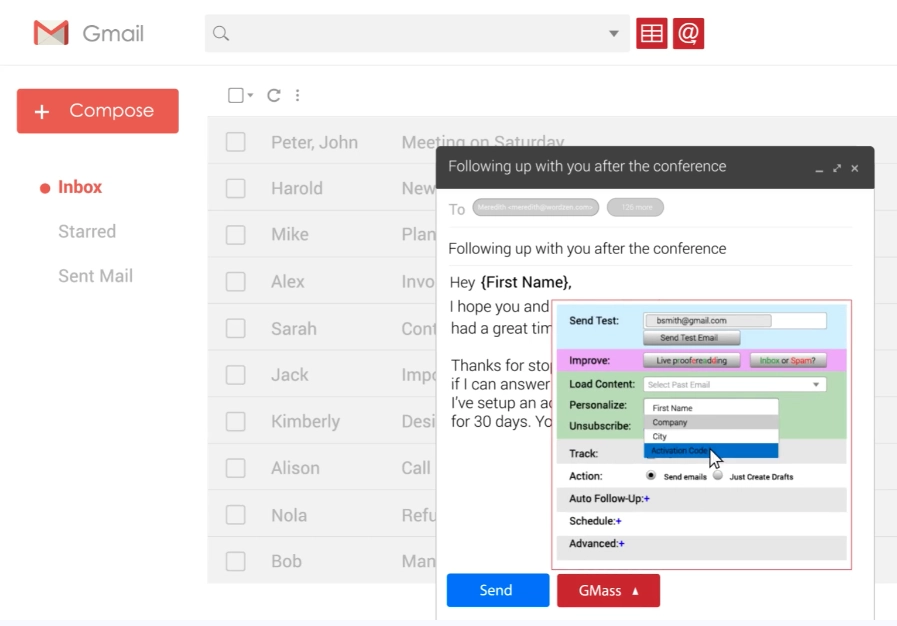 Gmail
Compose
Inbox
Starred
Sent Mail
Peter, John Meeting on Saturday
Harold New
Mike Plan
Alex Invo
Sarah Cont
Jack Impo
Kimberly Desi
Alison Call
Nola Refu
Bob Man
Following up with you after the conference
To Meredith <meredith@woolzen.com> 120 more
Following up with you after the conference
Hey {First Name},
I hope you and
had a great tim
Thanks for stop
if I can answer
I've setup an ac
for 30 days. Yo
Send Test: bsmith@gmail.com
Send Test Email
Improve: Live prooferedding Inbox or Spam?
Load Content: Select Past Email
Personalize:
First Name
Company
Unsubscribe:
City
Activation Code
Track:
Action: Send emails Just Create Drafts
Auto Follow-Up:+
Schedule:+
Advanced:+
Send GMass